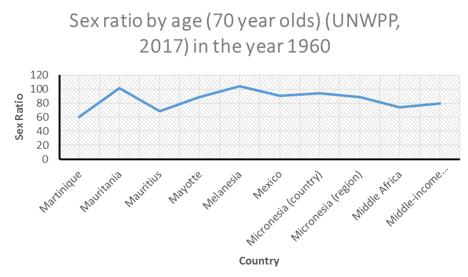 Sex ratio by age (70 year olds) (UNWPP,
2017) in the year 1960
120
100
80
60
40
20
0
Sex Ratio
Martinique
Mauritania
Mauritius
Mayotte
Melanesia
Mexico
Micronesia (country)
Micronesia (region)
Middle Africa
Middle-income...
Country